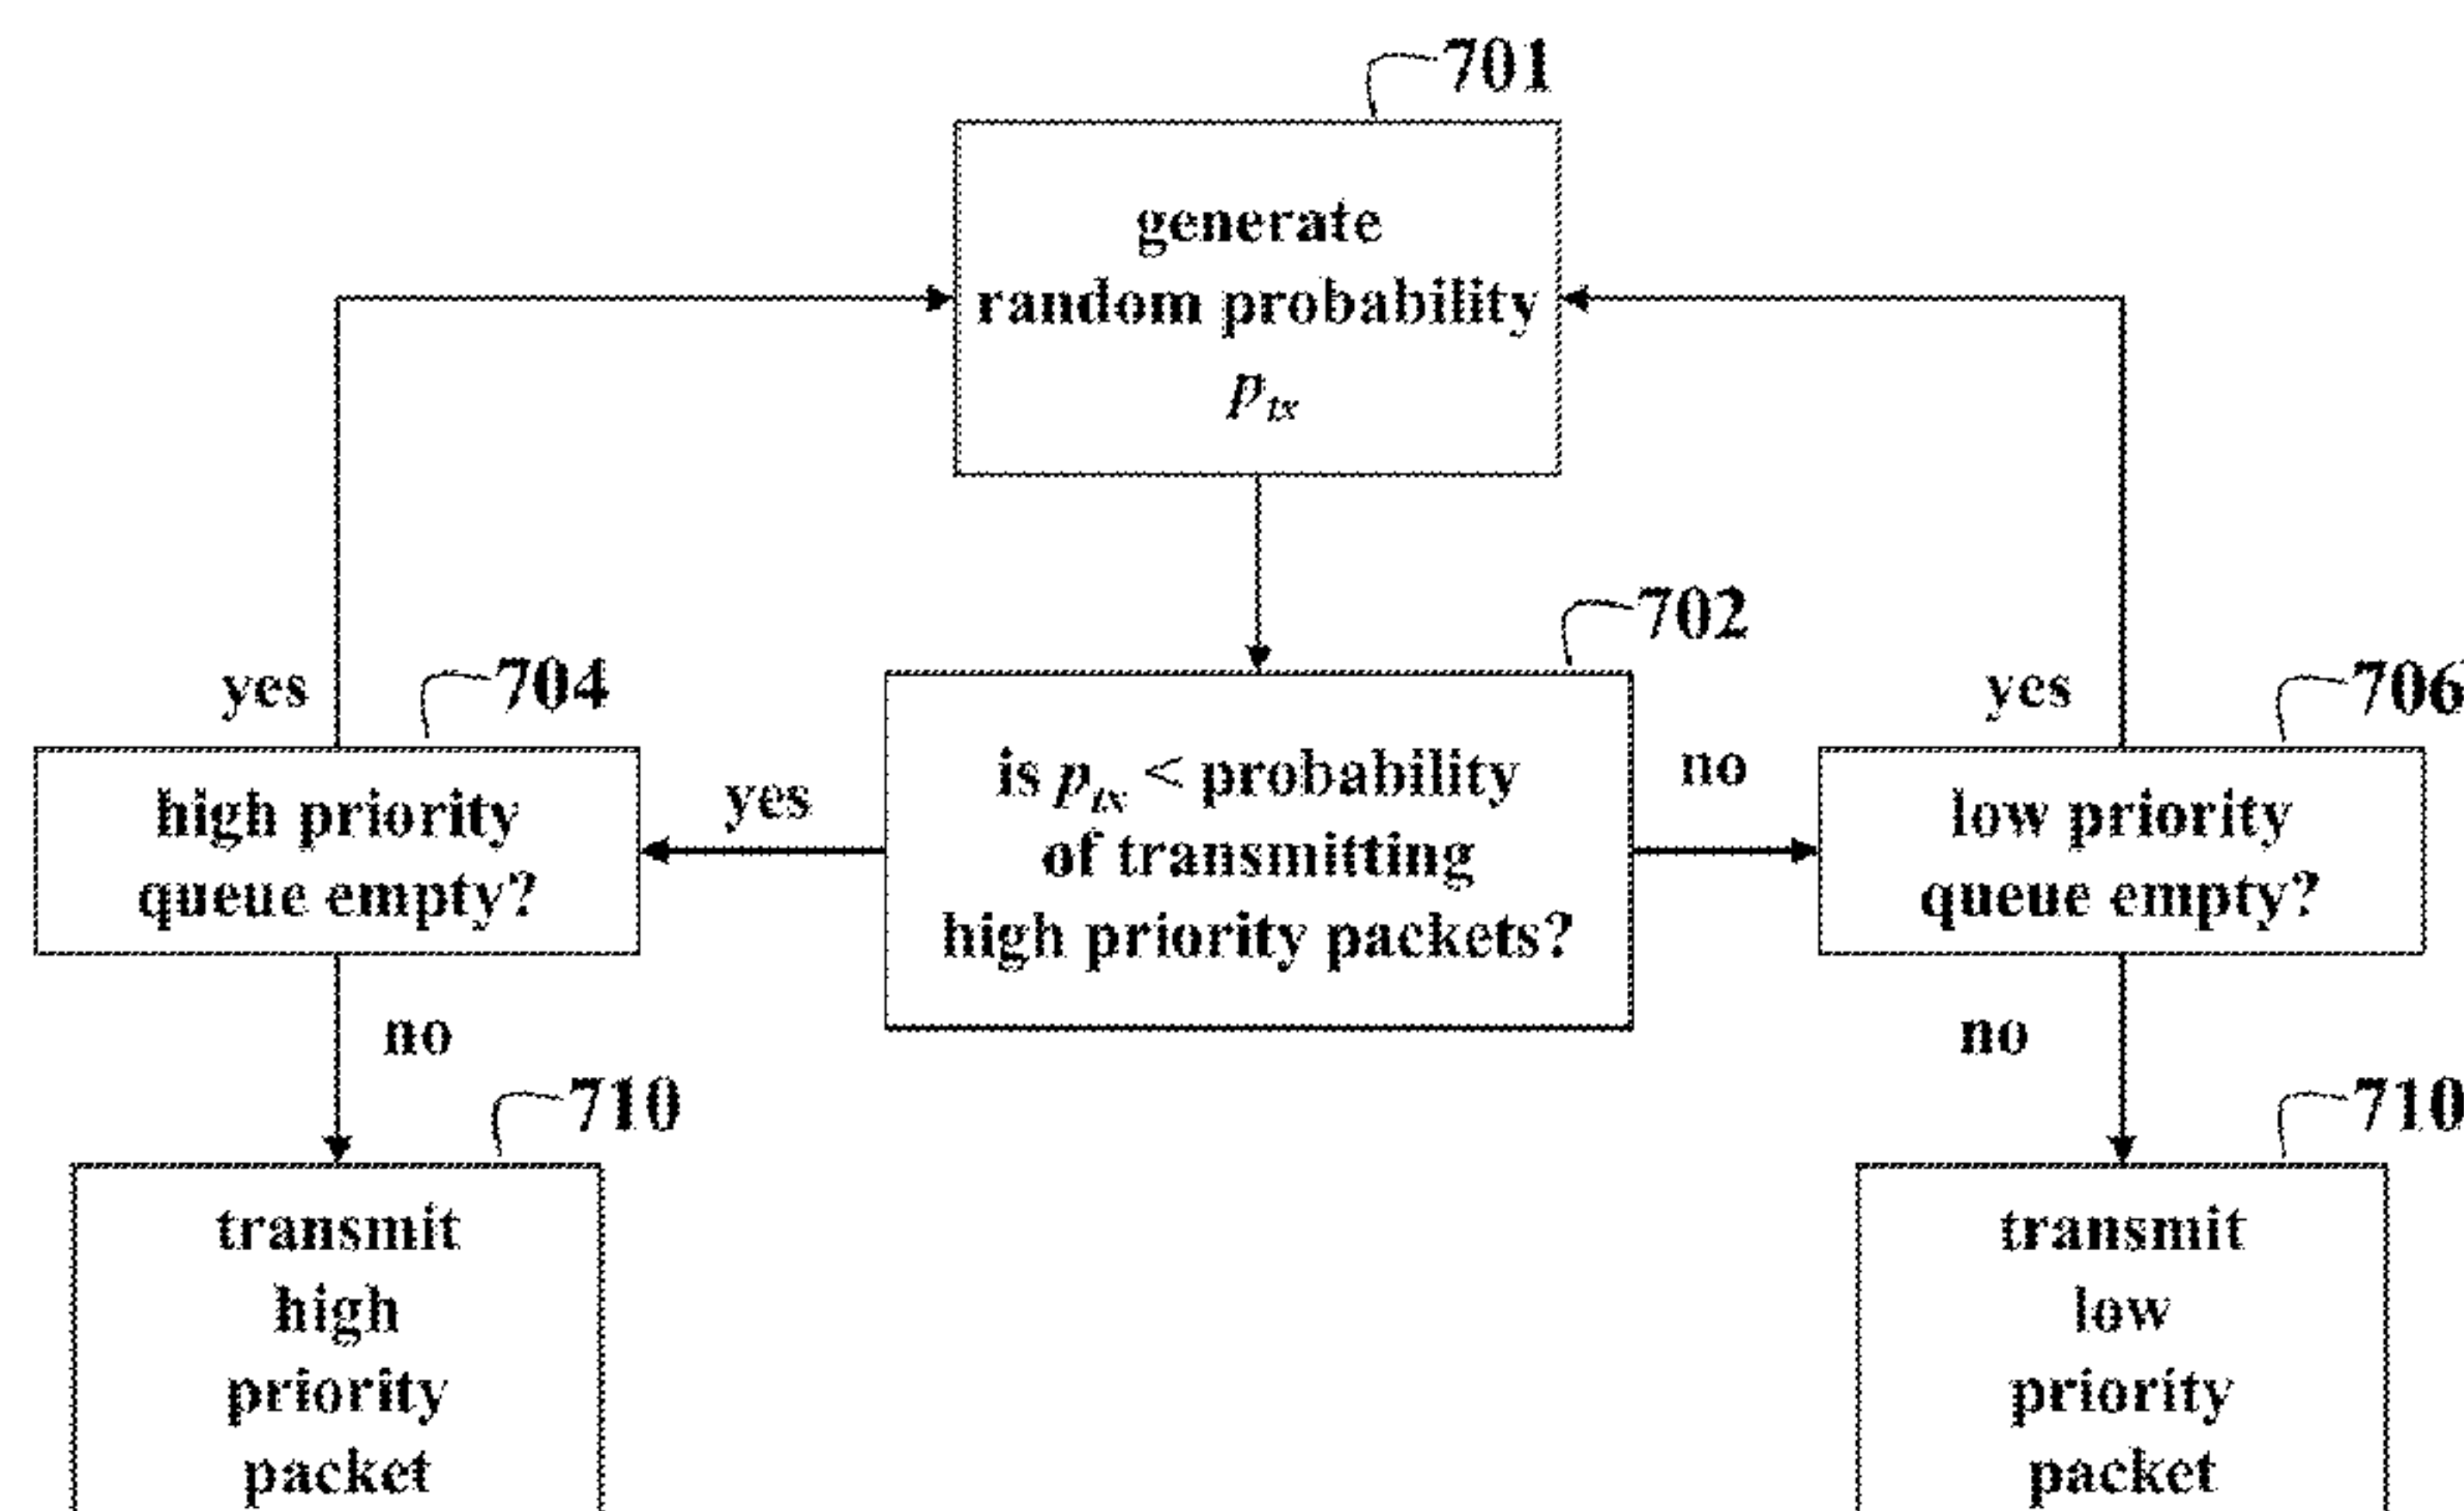 701
generate
random probability
p_tx
702
is p_tx < probability
of transmitting
high priority packets?
yes
704
high priority
queue empty?
yes
no
706
low priority
queue empty?
yes
no
710
transmit
high
priority
packet
no
710
transmit
low
priority
packet